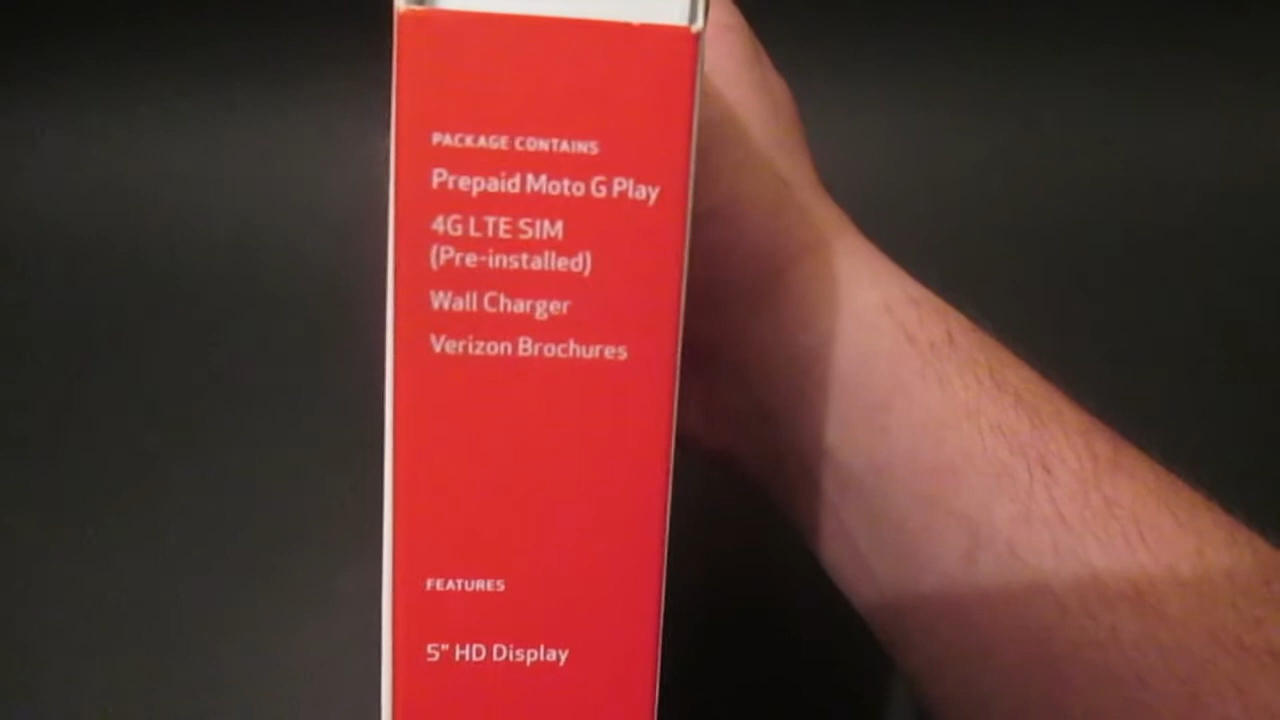 PACKAGE CONTAINS
Prepaid Moto G Play
4G LTE SIM
(Pre-installed)
Wall Charger
Verizon Brochures
FEATURES
5" HD Display